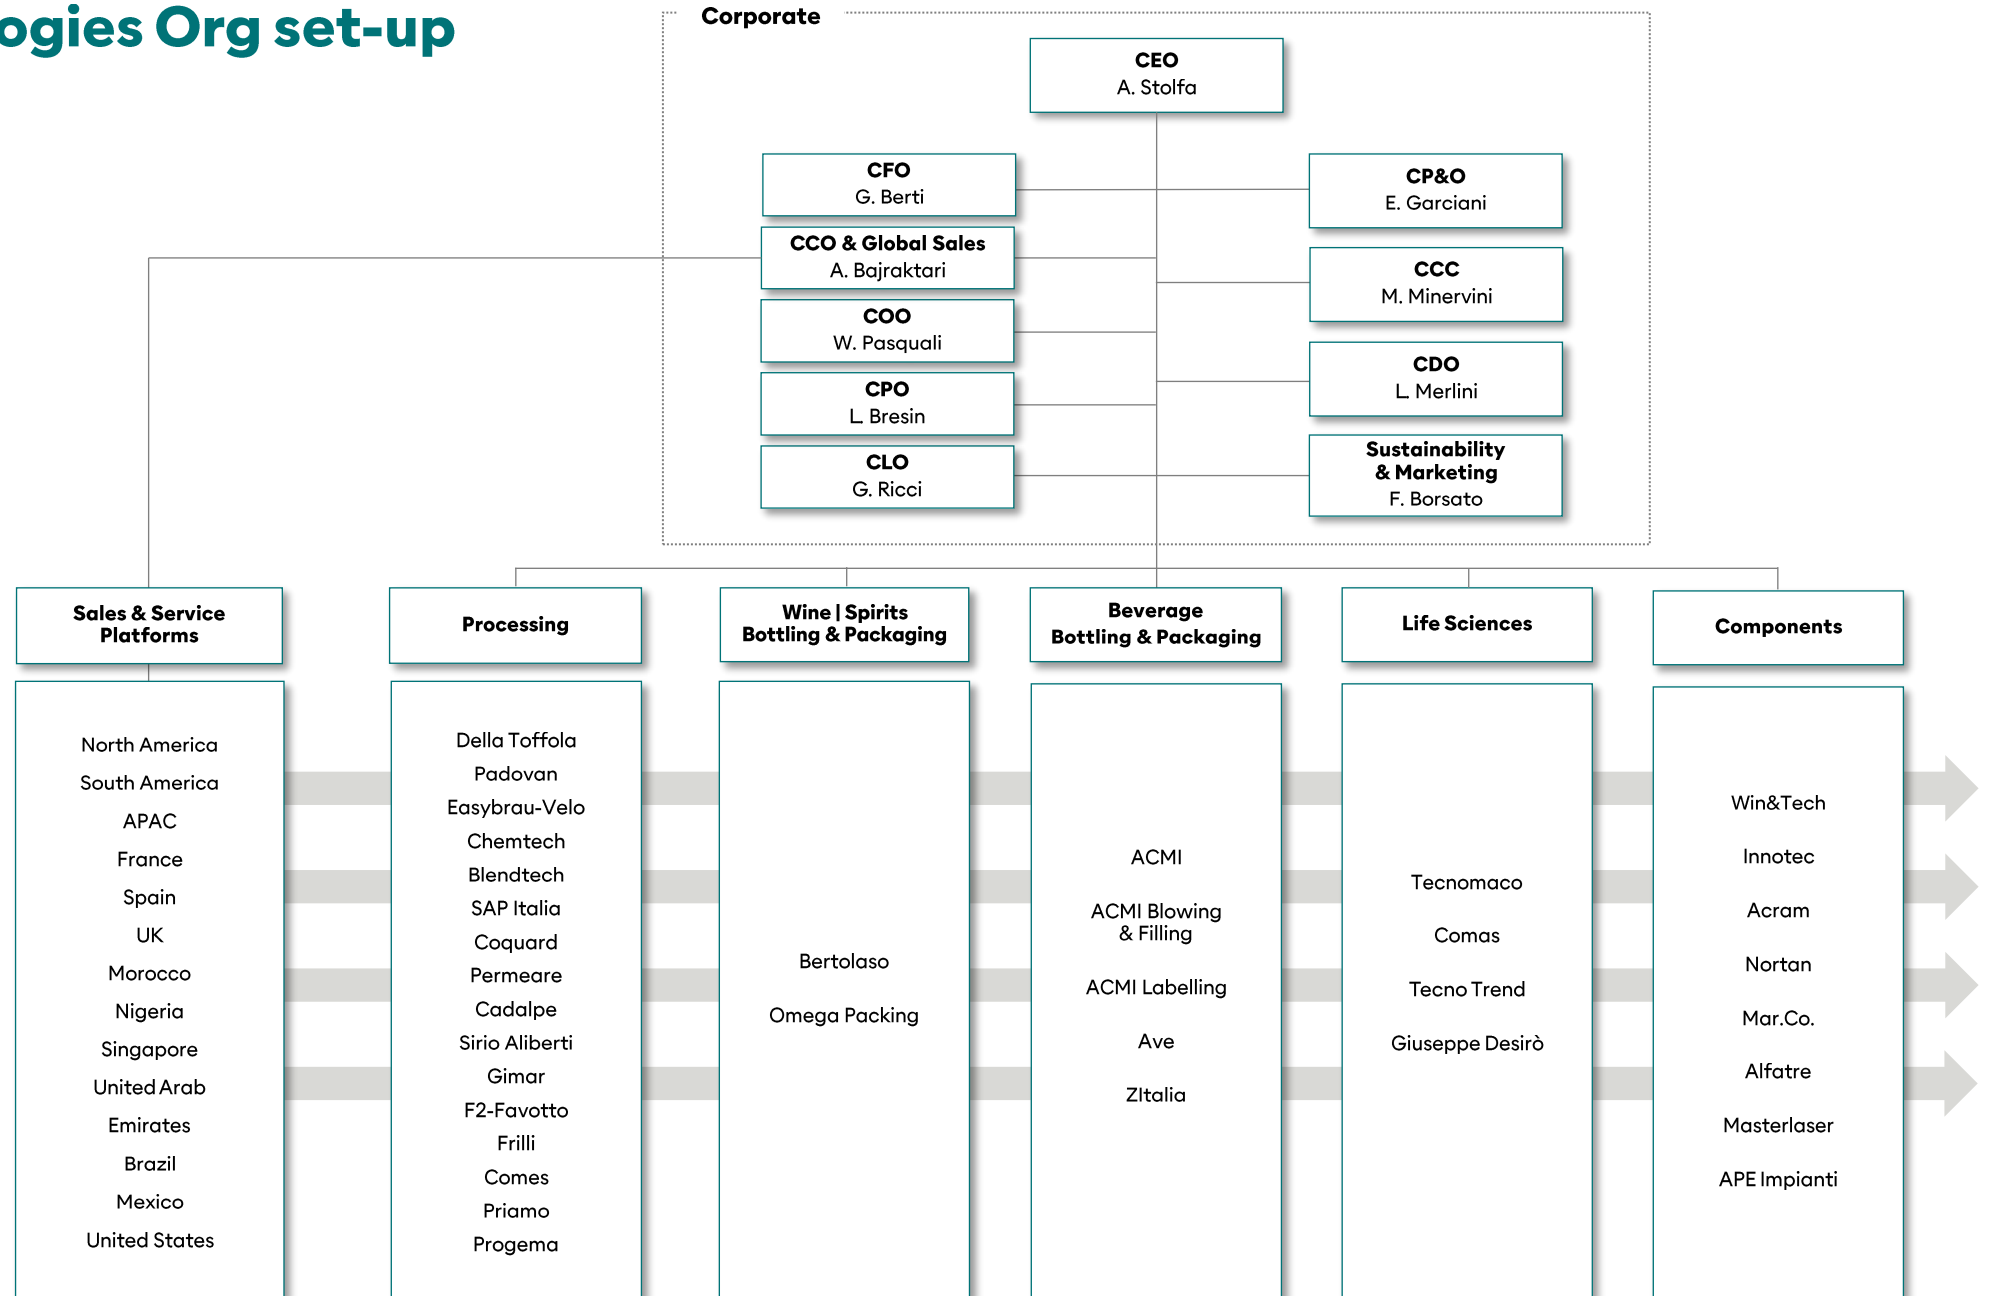 ogies Org set-up
Corporate
CEO
A. Stolfa
CFO
G. Berti
CCO & Global Sales
A. Bajraktari
COO
W. Pasquali
CPO
L. Bresin
CLO
G. Ricci
CP&O
E. Garciani
CCC
M. Minervini
CDO
L. Merlini
Sustainability
& Marketing
F. Borsato
Sales & Service
Platforms
North America
South America
APAC
France
Spain
UK
Morocco
Nigeria
Singapore
United Arab
Emirates
Brazil
Mexico
United States
Processing
Della Toffola
Padovan
Easybrau-Velo
Chemtech
Blendtech
SAP Italia
Coquard
Permeare
Cadalpe
Sirio Aliberti
Gimar
F2-Favotto
Frilli
Comes
Priamo
Progema
Wine | Spirits
Bottling & Packaging
Bertolaso
Omega Packing
Beverage
Bottling & Packaging
ACMI
ACMI Blowing
& Filling
ACMI Labelling
Ave
ZItalia
Life Sciences
Tecnomaco
Comas
Tecno Trend
Giuseppe Desirò
Components
Win&Tech
Innotec
Acram
Nortan
Mar.Co.
Alfatre
Masterlaser
APE Impianti